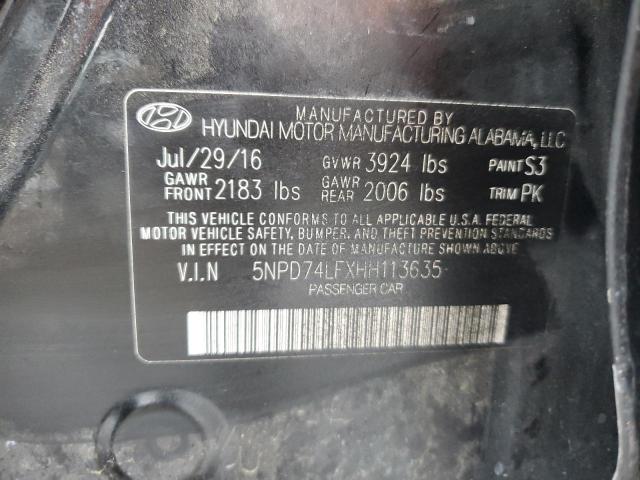 MANUFACTURED BY
HYUNDAI MOTOR MANUFACTURING ALABAMA, LLC
Jul/29/16 GVWR 3924 lbs PAINT S3
GAWR FRONT 2183 lbs GAWR REAR 2006 lbs TRIM PK
THIS VEHICLE CONFORMS TO ALL APPLICABLE U.S.A. FEDERAL
MOTOR VEHICLE SAFETY, BUMPER, AND THEFT PREVENTION STANDARDS
IN EFFECT ON THE DATE OF MANUFACTURE SHOWN ABOVE
V.I.N 5NPD74LFXHH113635
PASSENGER CAR